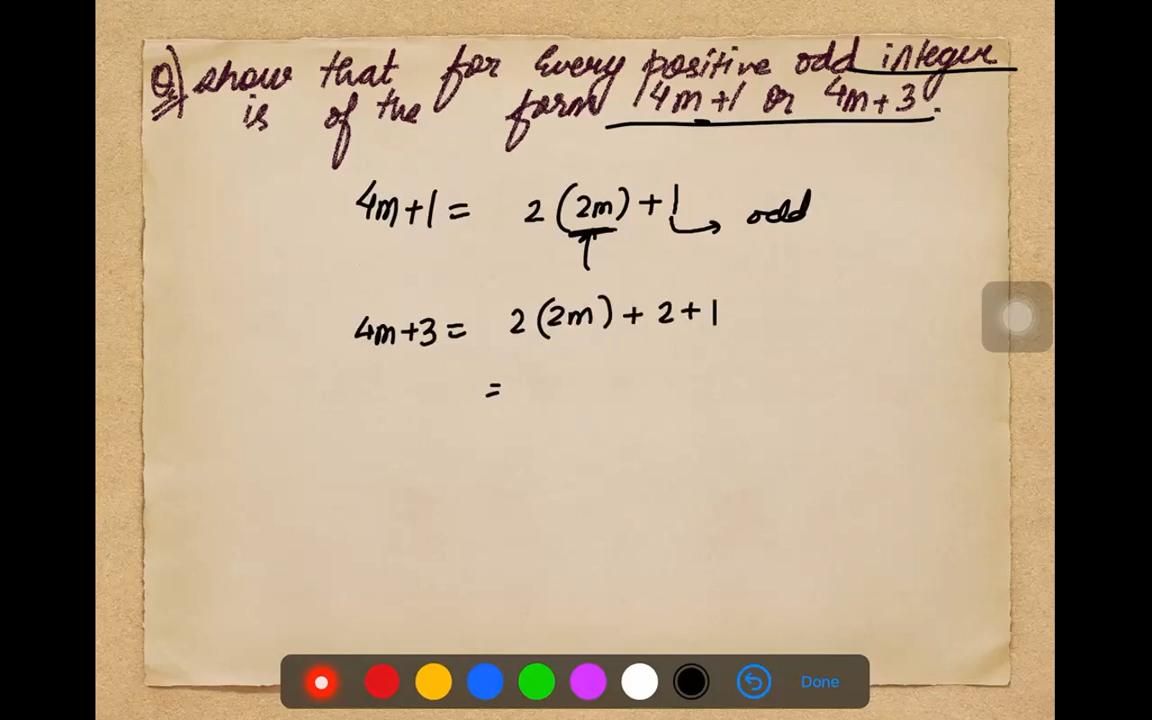 Q) show that for Every positive odd integer
is of the form 4m+1 or 4m+3.
4m+1 = 2(2m)+1 → odd
4m+3 = 2(2m)+2+1
=
Done